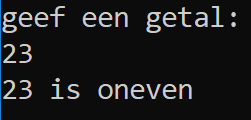 geef een getal:
23
23 is oneven